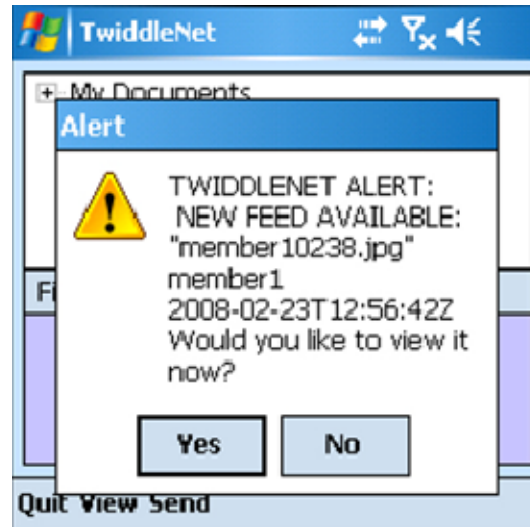 TwiddleNet
My Documents
Alert
TWIDDLENET ALERT:
NEW FEED AVAILABLE:
"member10238.jpg"
member1
2008-02-23T12:56:42Z
Would you like to view it
now?
Yes No
Quit View Send